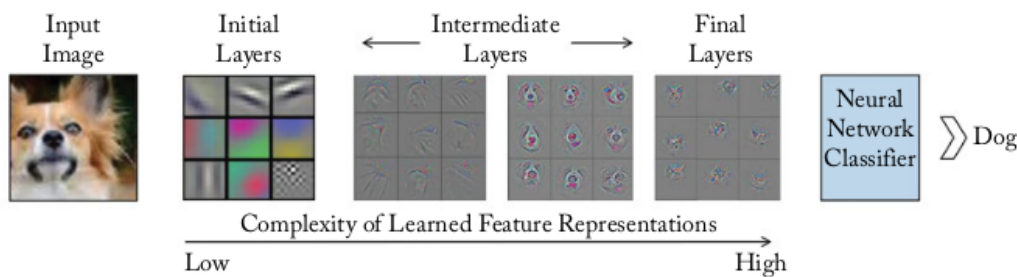 Input
Image
Initial
Layers
Intermediate
Layers
Final
Layers
Neural
Network
Classifier
Dog
Complexity of Learned Feature Representations
Low
High